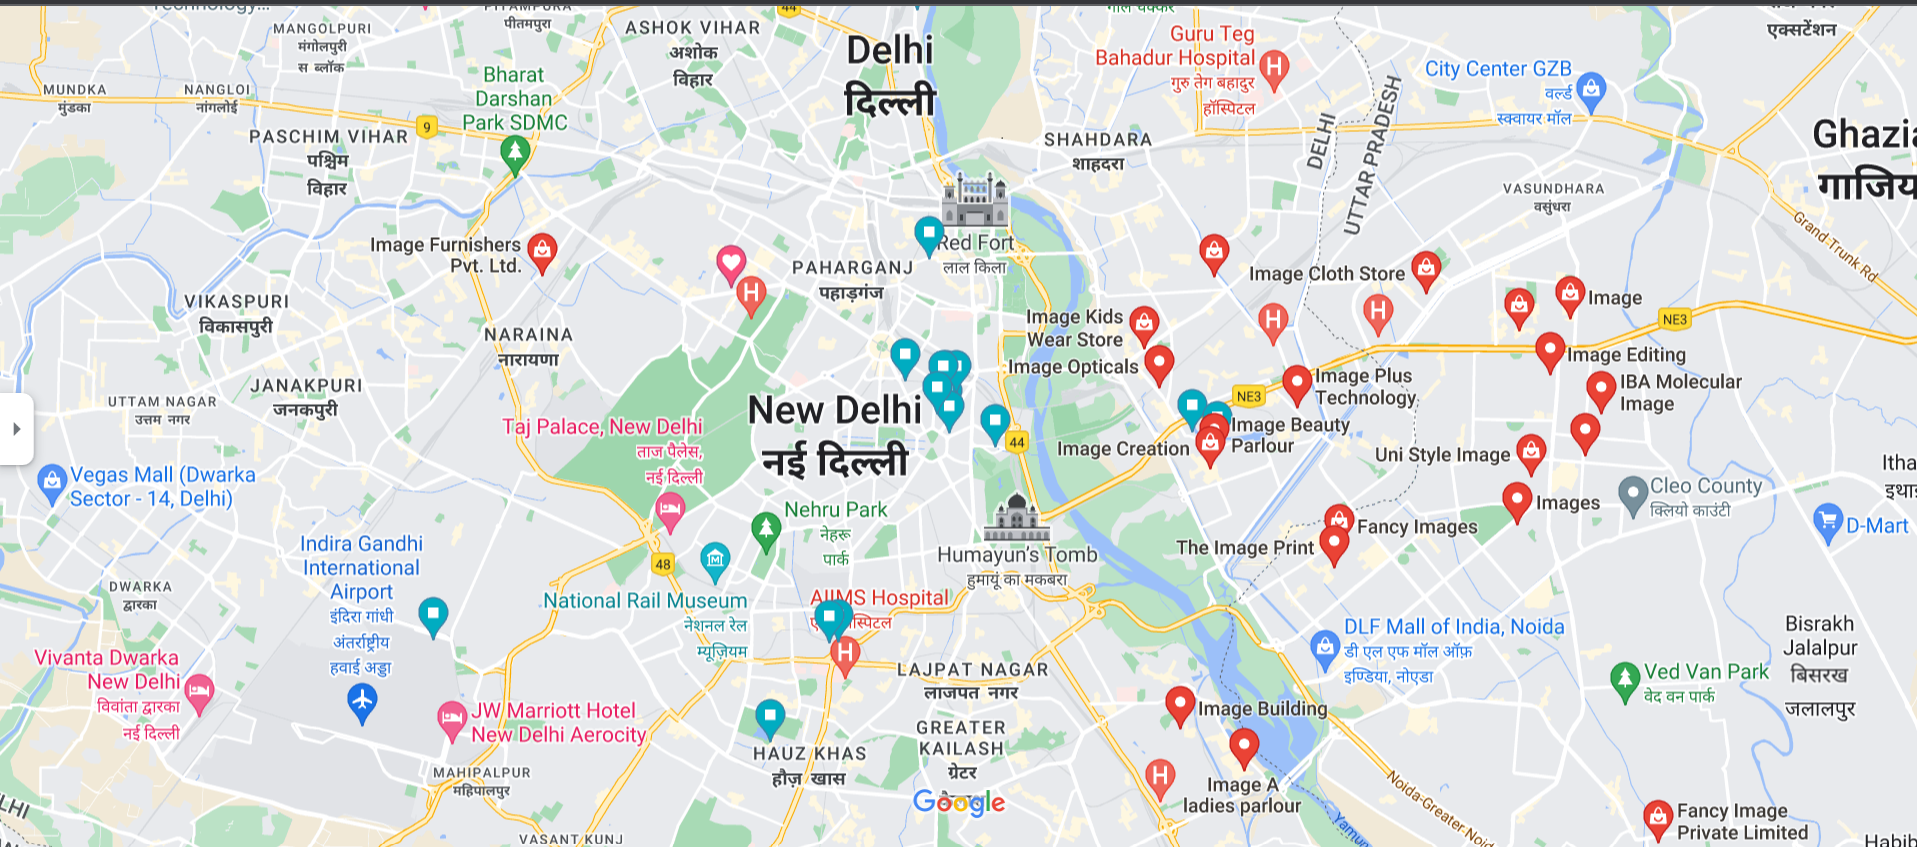 Technology...
PITAMPURA
पीतमपुरा
44
गोल चक्कर
एक्सटेंशन
MANGOLPURI
मंगोलपुरी
स ब्लॉक
ASHOK VIHAR
अशोक
विहार
Delhi
दिल्ली
Guru Teg
Bahadur Hospital
गुरु तेग बहादुर
हॉस्पिटल
City Center GZB
वर्ल्ड
स्क्वायर मॉल
MUNDKA
मुंडका
NANGLOI
नांगलोई
Bharat
Darshan
Park SDMC
9
PASCHIM VIHAR
पश्चिम
विहार
SHAHDARA
शाहदरा
DELHI
UTTAR PRADESH
Ghazia
गाजिय
VASUNDHARA
वसुंधरा
Grand Trunk Rd
Image Furnishers
Pvt. Ltd.
Red Fort
लाल किला
PAHARGANJ
पहाड़गंज
Image Cloth Store
VIKASPURI
विकासपुरी
Image
NE3
NARAINA
नारायणा
Image Kids
Wear Store
Image Opticals
Image Editing
IBA Molecular
Image
Image Plus
Technology
NE3
JANAKPURI
जनकपुरी
UTTAM NAGAR
उत्तम नगर
New Delhi
नई दिल्ली
Taj Palace, New Delhi
ताज पैलेस,
नई दिल्ली
44
Image Beauty
Parlour
Image Creation
Uni Style Image
Itha
Vegas Mall (Dwarka
Sector - 14, Delhi)
Cleo County
क्लियो काउंटी
Images
D-Mart
Nehru Park
नेहरू
पार्क
Fancy Images
The Image Print
Indira Gandhi
International
Airport
इंदिरा गांधी
अंतर्राष्ट्रीय
हवाई अड्डा
48
Humayun's Tomb
हुमायूं का मकबरा
DWARKA
द्वारका
National Rail Museum
नेशनल रेल
म्यूज़ियम
AIIMS Hospital
DLF Mall of India, Noida
डी एल एफ मॉल ऑफ़
इण्डिया, नोएडा
Bisrakh
Jalalpur
बिसरख
जलालपुर
Vivanta Dwarka
New Delhi
विवांता द्वारका
नई दिल्ली
LAJPAT NAGAR
लाजपत नगर
Ved Van Park
वेद वन पार्क
JW Marriott Hotel
New Delhi Aerocity
Image Building
GREATER
KAILASH
ग्रेटर
HAUZ KHAS
हौज़ खास
MAHIPALPUR
महिपालपुर
Image A
ladies parlour
Google
Noida-Greater Noid
Yamun
Fancy Image
Private Limited
VASANT KUNJ
Habib